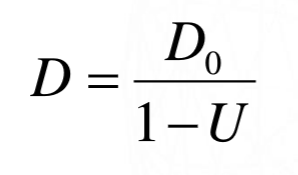 D = D₀ / (1 − U)